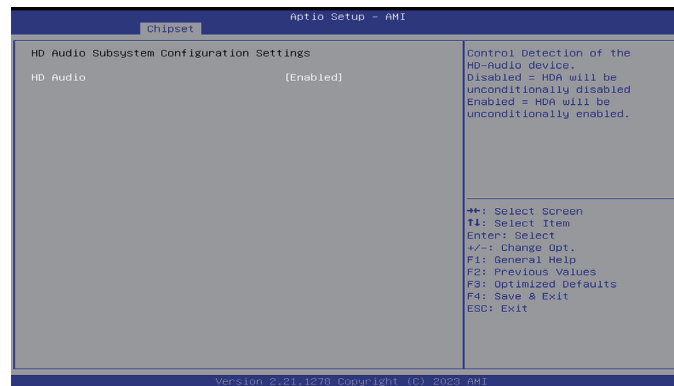 Aptio Setup - AMI
Chipset
HD Audio Subsystem Configuration Settings
HD Audio [Enabled]
Control Detection of the
HD-Audio device.
Disabled = HDA will be
unconditionally disabled
Enabled = HDA will be
unconditionally enabled.
→←: Select Screen
↑↓: Select Item
Enter: Select
+/-: Change Opt.
F1: General Help
F2: Previous Values
F3: Optimized Defaults
F4: Save & Exit
ESC: Exit
Version 2.21.1278 Copyright (C) 2023 AMI